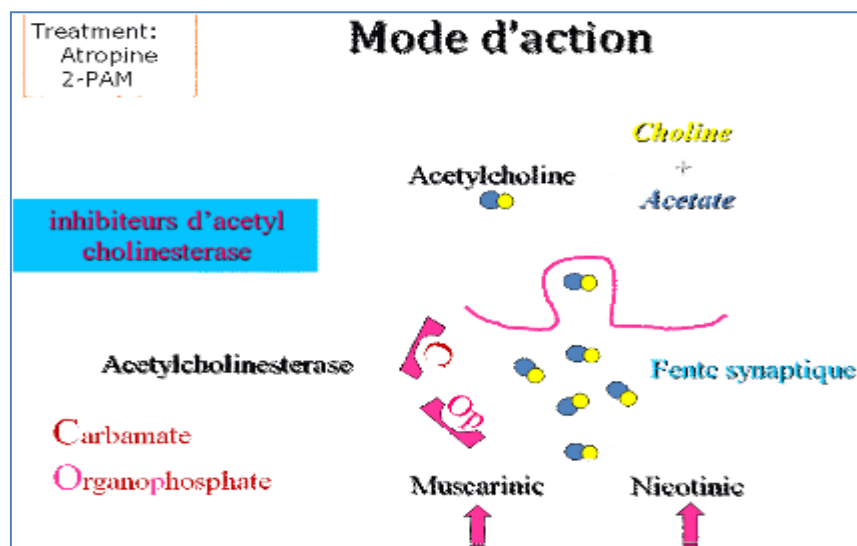 Treatment:
Atropine
2-PAM
Mode d'action
Choline
+
Acetate
Acetylcholine
inhibiteurs d'acetyl
cholinesterase
Acetylcholinesterase
C
Op
Fente synaptique
Carbamate
Organophosphate
Muscarinic
Nicotinic